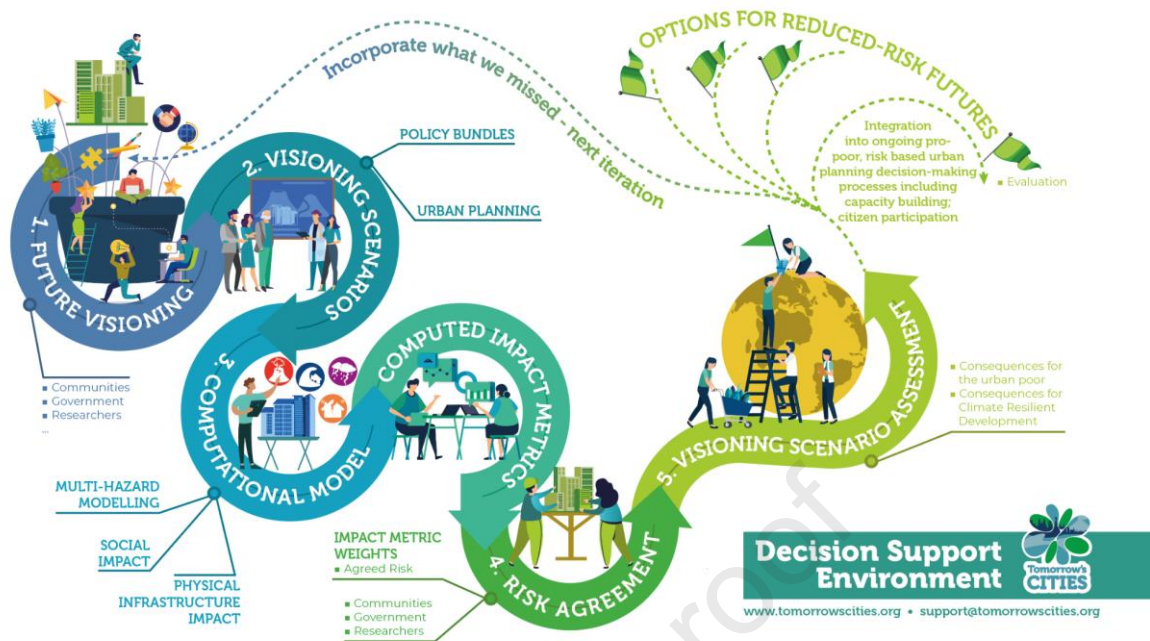 OPTIONS FOR REDUCED-RISK FUTURES
Incorporate what we missed - next iteration
Integration
into ongoing pro-
poor, risk based urban
planning decision-making
processes including
capacity building;
citizen participation
▪ Evaluation
1. FUTURE VISIONING
▪ Communities
▪ Government
▪ Researchers
...
2. VISIONING SCENARIOS
POLICY BUNDLES
URBAN PLANNING
3. COMPUTATIONAL MODEL
MULTI-HAZARD
MODELLING
SOCIAL
IMPACT
PHYSICAL
INFRASTRUCTURE
IMPACT
COMPUTED IMPACT METRICS
4. RISK AGREEMENT
IMPACT METRIC
WEIGHTS
▪ Agreed Risk
▪ Communities
▪ Government
▪ Researchers
5. VISIONING SCENARIO ASSESSMENT
▪ Consequences for
the urban poor
▪ Consequences for
Climate Resilient
Development
Decision Support
Environment
Tomorrow's
CITIES
www.tomorrowscities.org • support@tomorrowscities.org